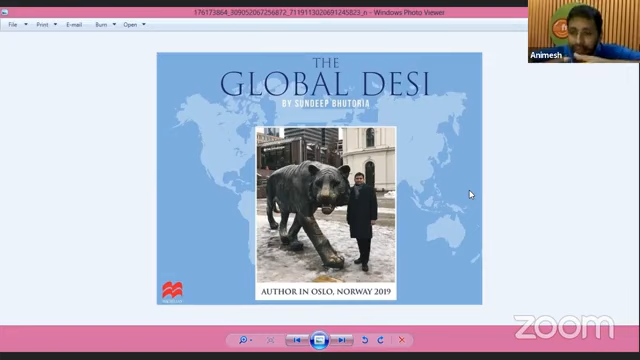 176173864_309052067256872_7119113020691245823_n - Windows Photo Viewer
File Print E-mail Burn Open
Animesh
THE
GLOBAL DESI
BY SUNDEEP BHUTORIA
AUTHOR IN OSLO, NORWAY 2019
zoom